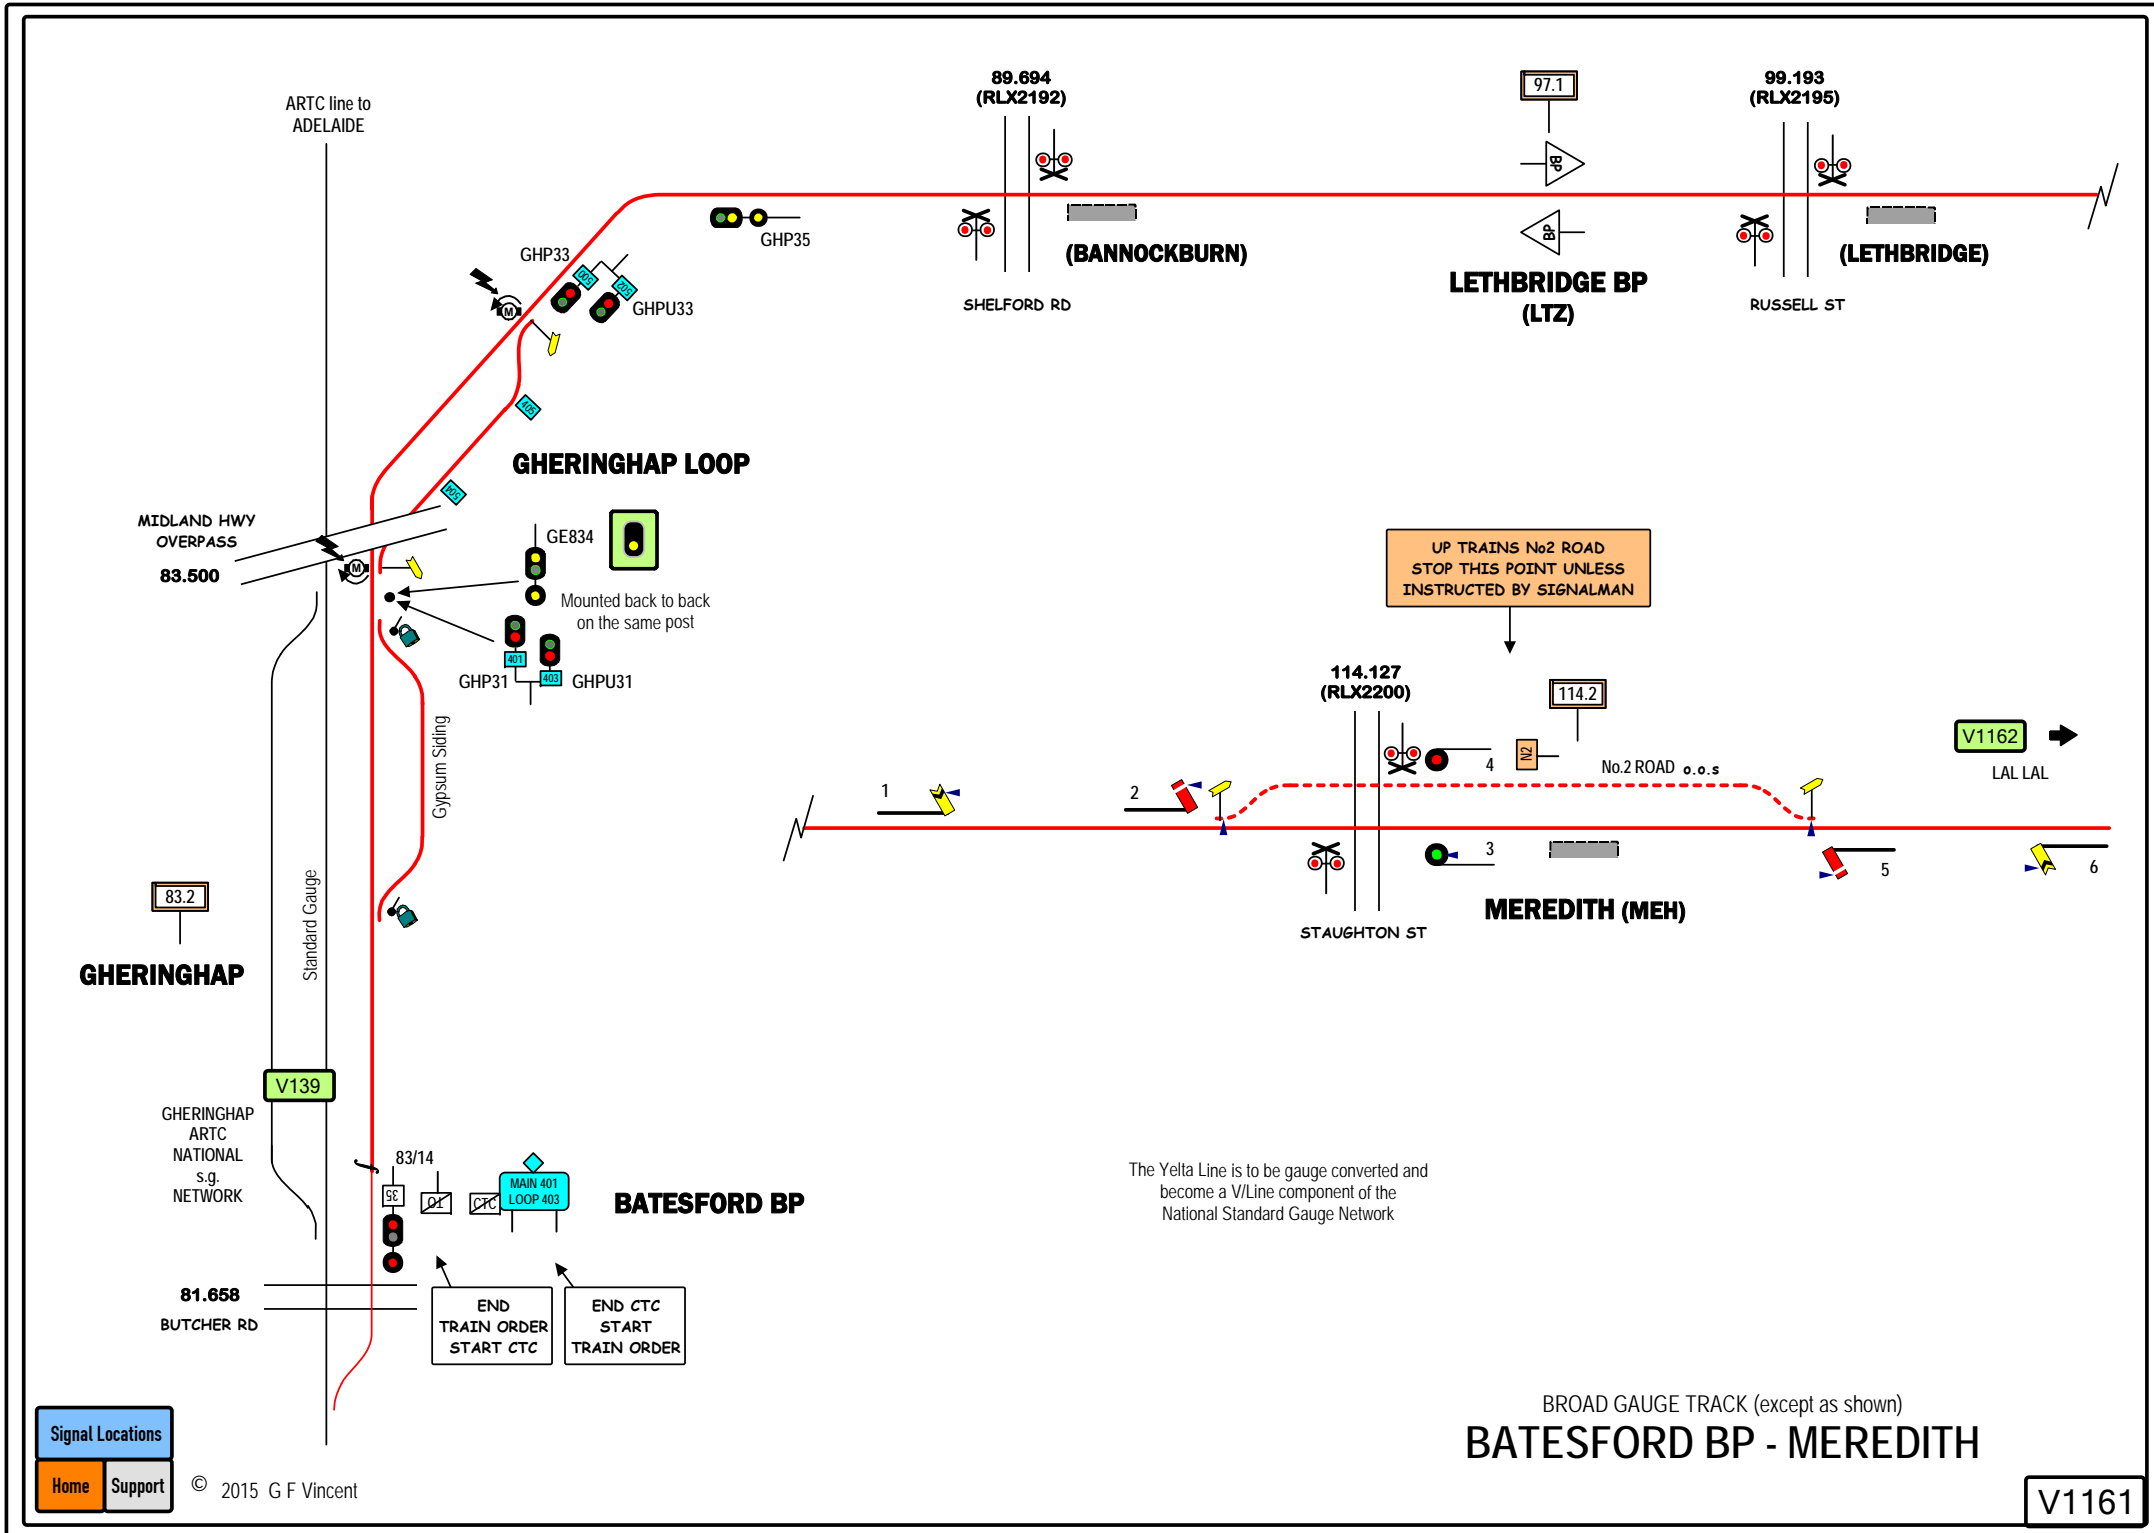 ARTC line to
ADELAIDE
89.694
(RLX2192)
97.1
99.193
(RLX2195)
BP
BP
GHP35
(BANNOCKBURN)
(LETHBRIDGE)
SHELFORD RD
LETHBRIDGE BP
(LTZ)
RUSSELL ST
GHP33
500
502
GHPU33
M
405
GHERINGHAP LOOP
504
MIDLAND HWY
OVERPASS
83.500
M
GE834
Mounted back to back
on the same post
401
403
GHP31
GHPU31
Gypsum Siding
Standard Gauge
83.2
GHERINGHAP
UP TRAINS No2 ROAD
STOP THIS POINT UNLESS
INSTRUCTED BY SIGNALMAN
114.127
(RLX2200)
114.2
V1162
LAL LAL
1
2
4
N2
No.2 ROAD o.o.s
3
5
6
MEREDITH (MEH)
STAUGHTON ST
V139
GHERINGHAP
ARTC
NATIONAL
s.g.
NETWORK
83/14
35
TO
CTC
MAIN 401
LOOP 403
BATESFORD BP
81.658
BUTCHER RD
END
TRAIN ORDER
START CTC
END CTC
START
TRAIN ORDER
The Yelta Line is to be gauge converted and
become a V/Line component of the
National Standard Gauge Network
BROAD GAUGE TRACK (except as shown)
BATESFORD BP - MEREDITH
Signal Locations
Home
Support
© 2015 G F Vincent
V1161